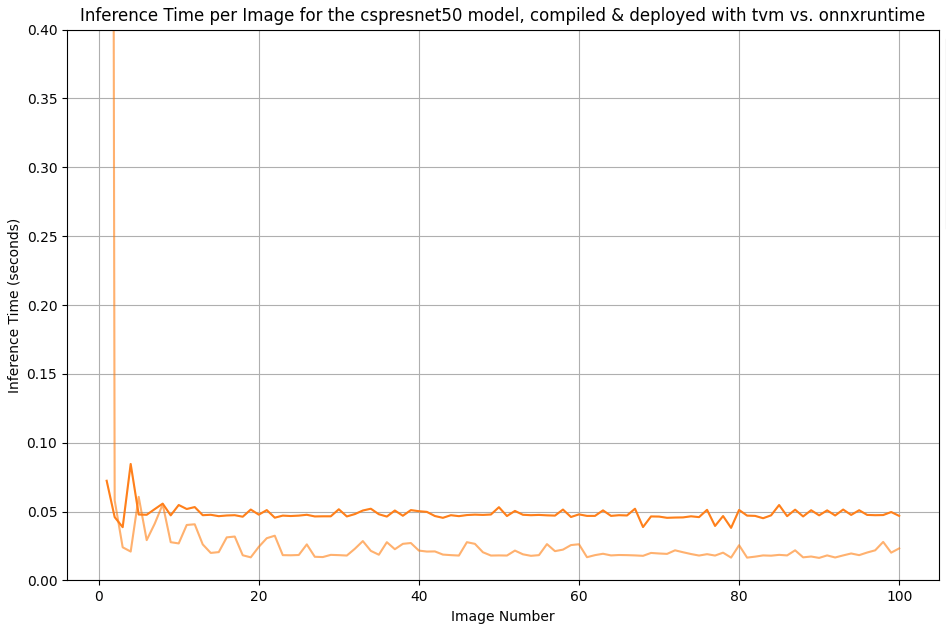 Inference Time per Image for the cspresnet50 model, compiled & deployed with tvm vs. onnxruntime
0.40
0.35
0.30
0.25
0.20
0.15
0.10
0.05
0.00
Inference Time (seconds)
0 20 40 60 80 100
Image Number